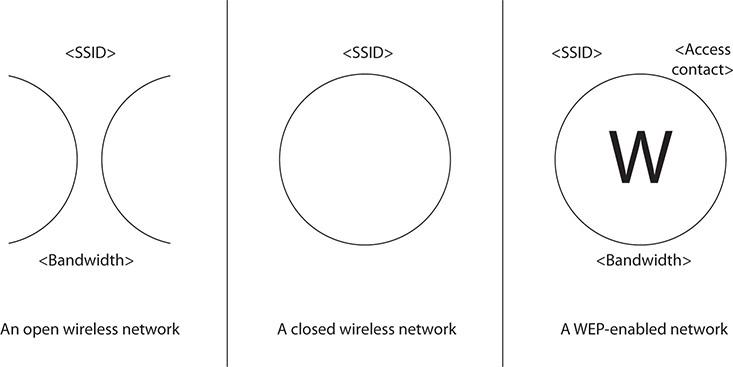 <SSID>
<Bandwidth>
An open wireless network
<SSID>
A closed wireless network
<SSID>
<Access
contact>
W
<Bandwidth>
A WEP-enabled network